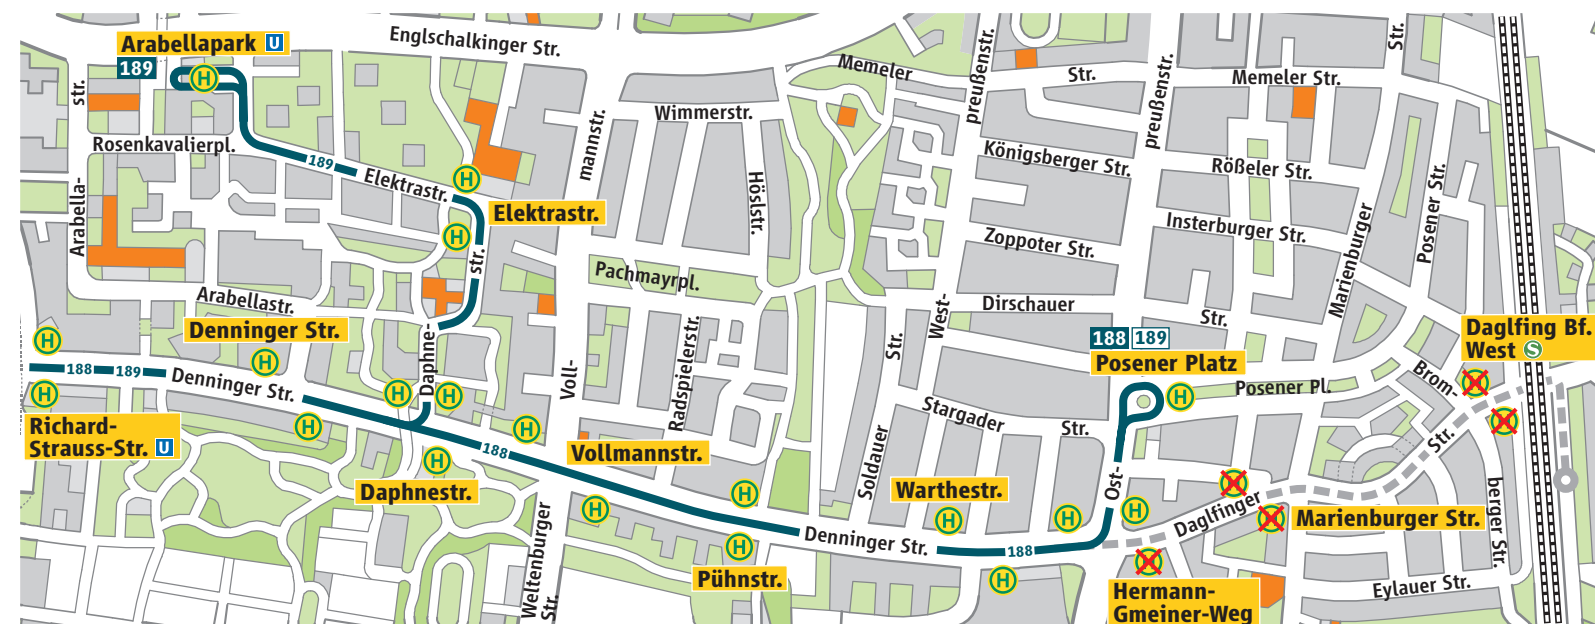 Englschalkinger Str.
Arabellapark U
189
H
str.
Memeler
Str.
Memeler Str.
preußenstr.
preußenstr.
Str.
Wimmerstr.
Rosenkavalierpl.
189
Elektrastr.
H
mannstr.
Höslstr.
Königsberger Str.
Rößeler Str.
Posener Str.
Arabella-
Elektrastr.
H
str.
Insterburger Str.
Marienburger
Zoppoter Str.
Pachmayrpl.
Arabellastr.
Dirschauer
Str.
West-
Str.
Denninger Str.
H
H
Daphne-
Voll-
Radspielerstr.
188 189
Posener Platz
H
Posener Pl.
Daglfing Bf.
West S
H
H
Brom-
188
189
Denninger Str.
H
H
H
H
H
Richard-
Strauss-Str. U
188
Vollmannstr.
Stargader
Str.
Str.
Soldauer
Daphnestr.
H
H
H
Warthestr.
H
H
Ost-
H
H
H
Daglfinger
Marienburger Str.
berger Str.
Weltenburger
Str.
Denninger Str.
188
H
H
H
Pühnstr.
Hermann-
Gmeiner-Weg
Eylauer Str.